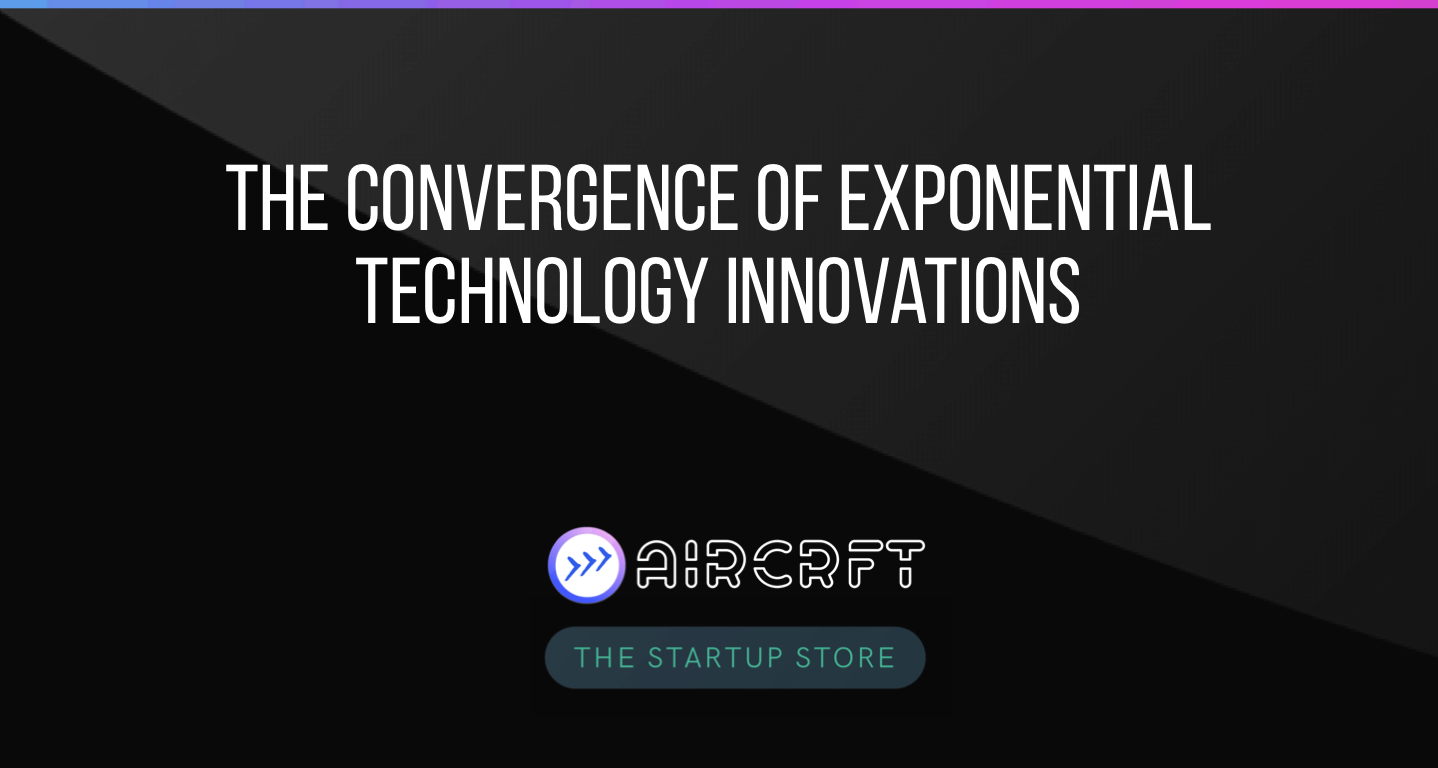 THE CONVERGENCE OF EXPONENTIAL
TECHNOLOGY INNOVATIONS
AIRCRFT
THE STARTUP STORE